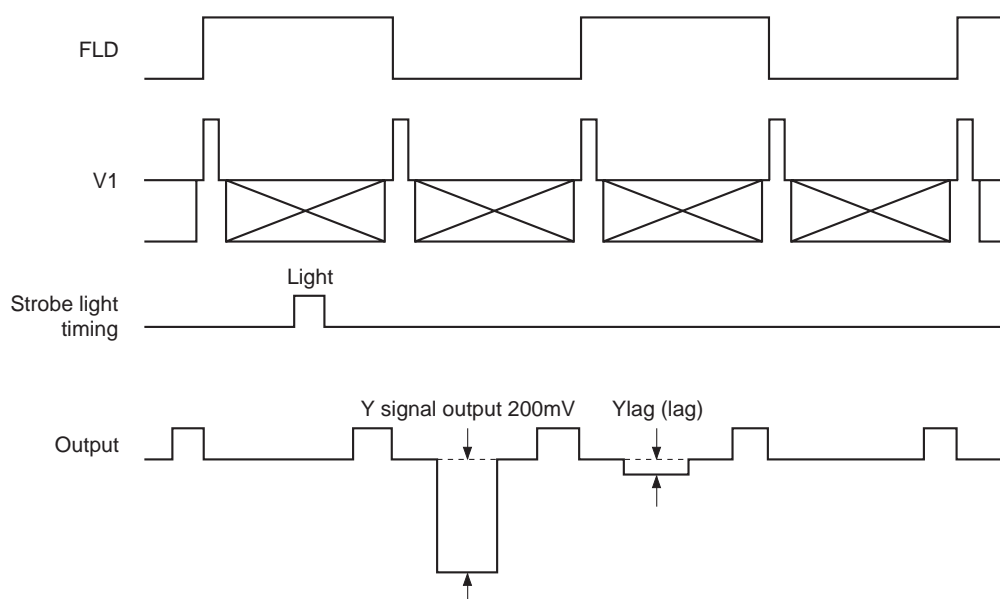 FLD
V1
Light
Strobe light
timing
Y signal output 200mV
Ylag (lag)
Output